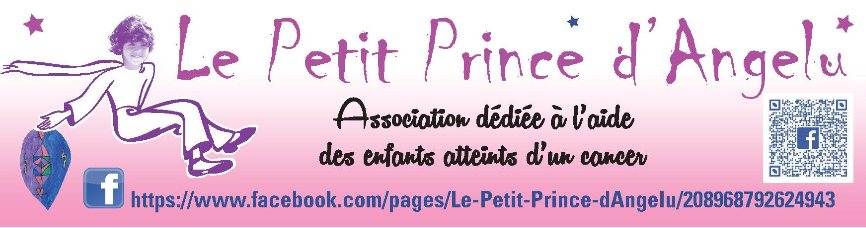 Le Petit Prince d'Angelu
Association dédiée à l'aide
des enfants atteints d'un cancer
f
f
https://www.facebook.com/pages/Le-Petit-Prince-dAngelu/208968792624943